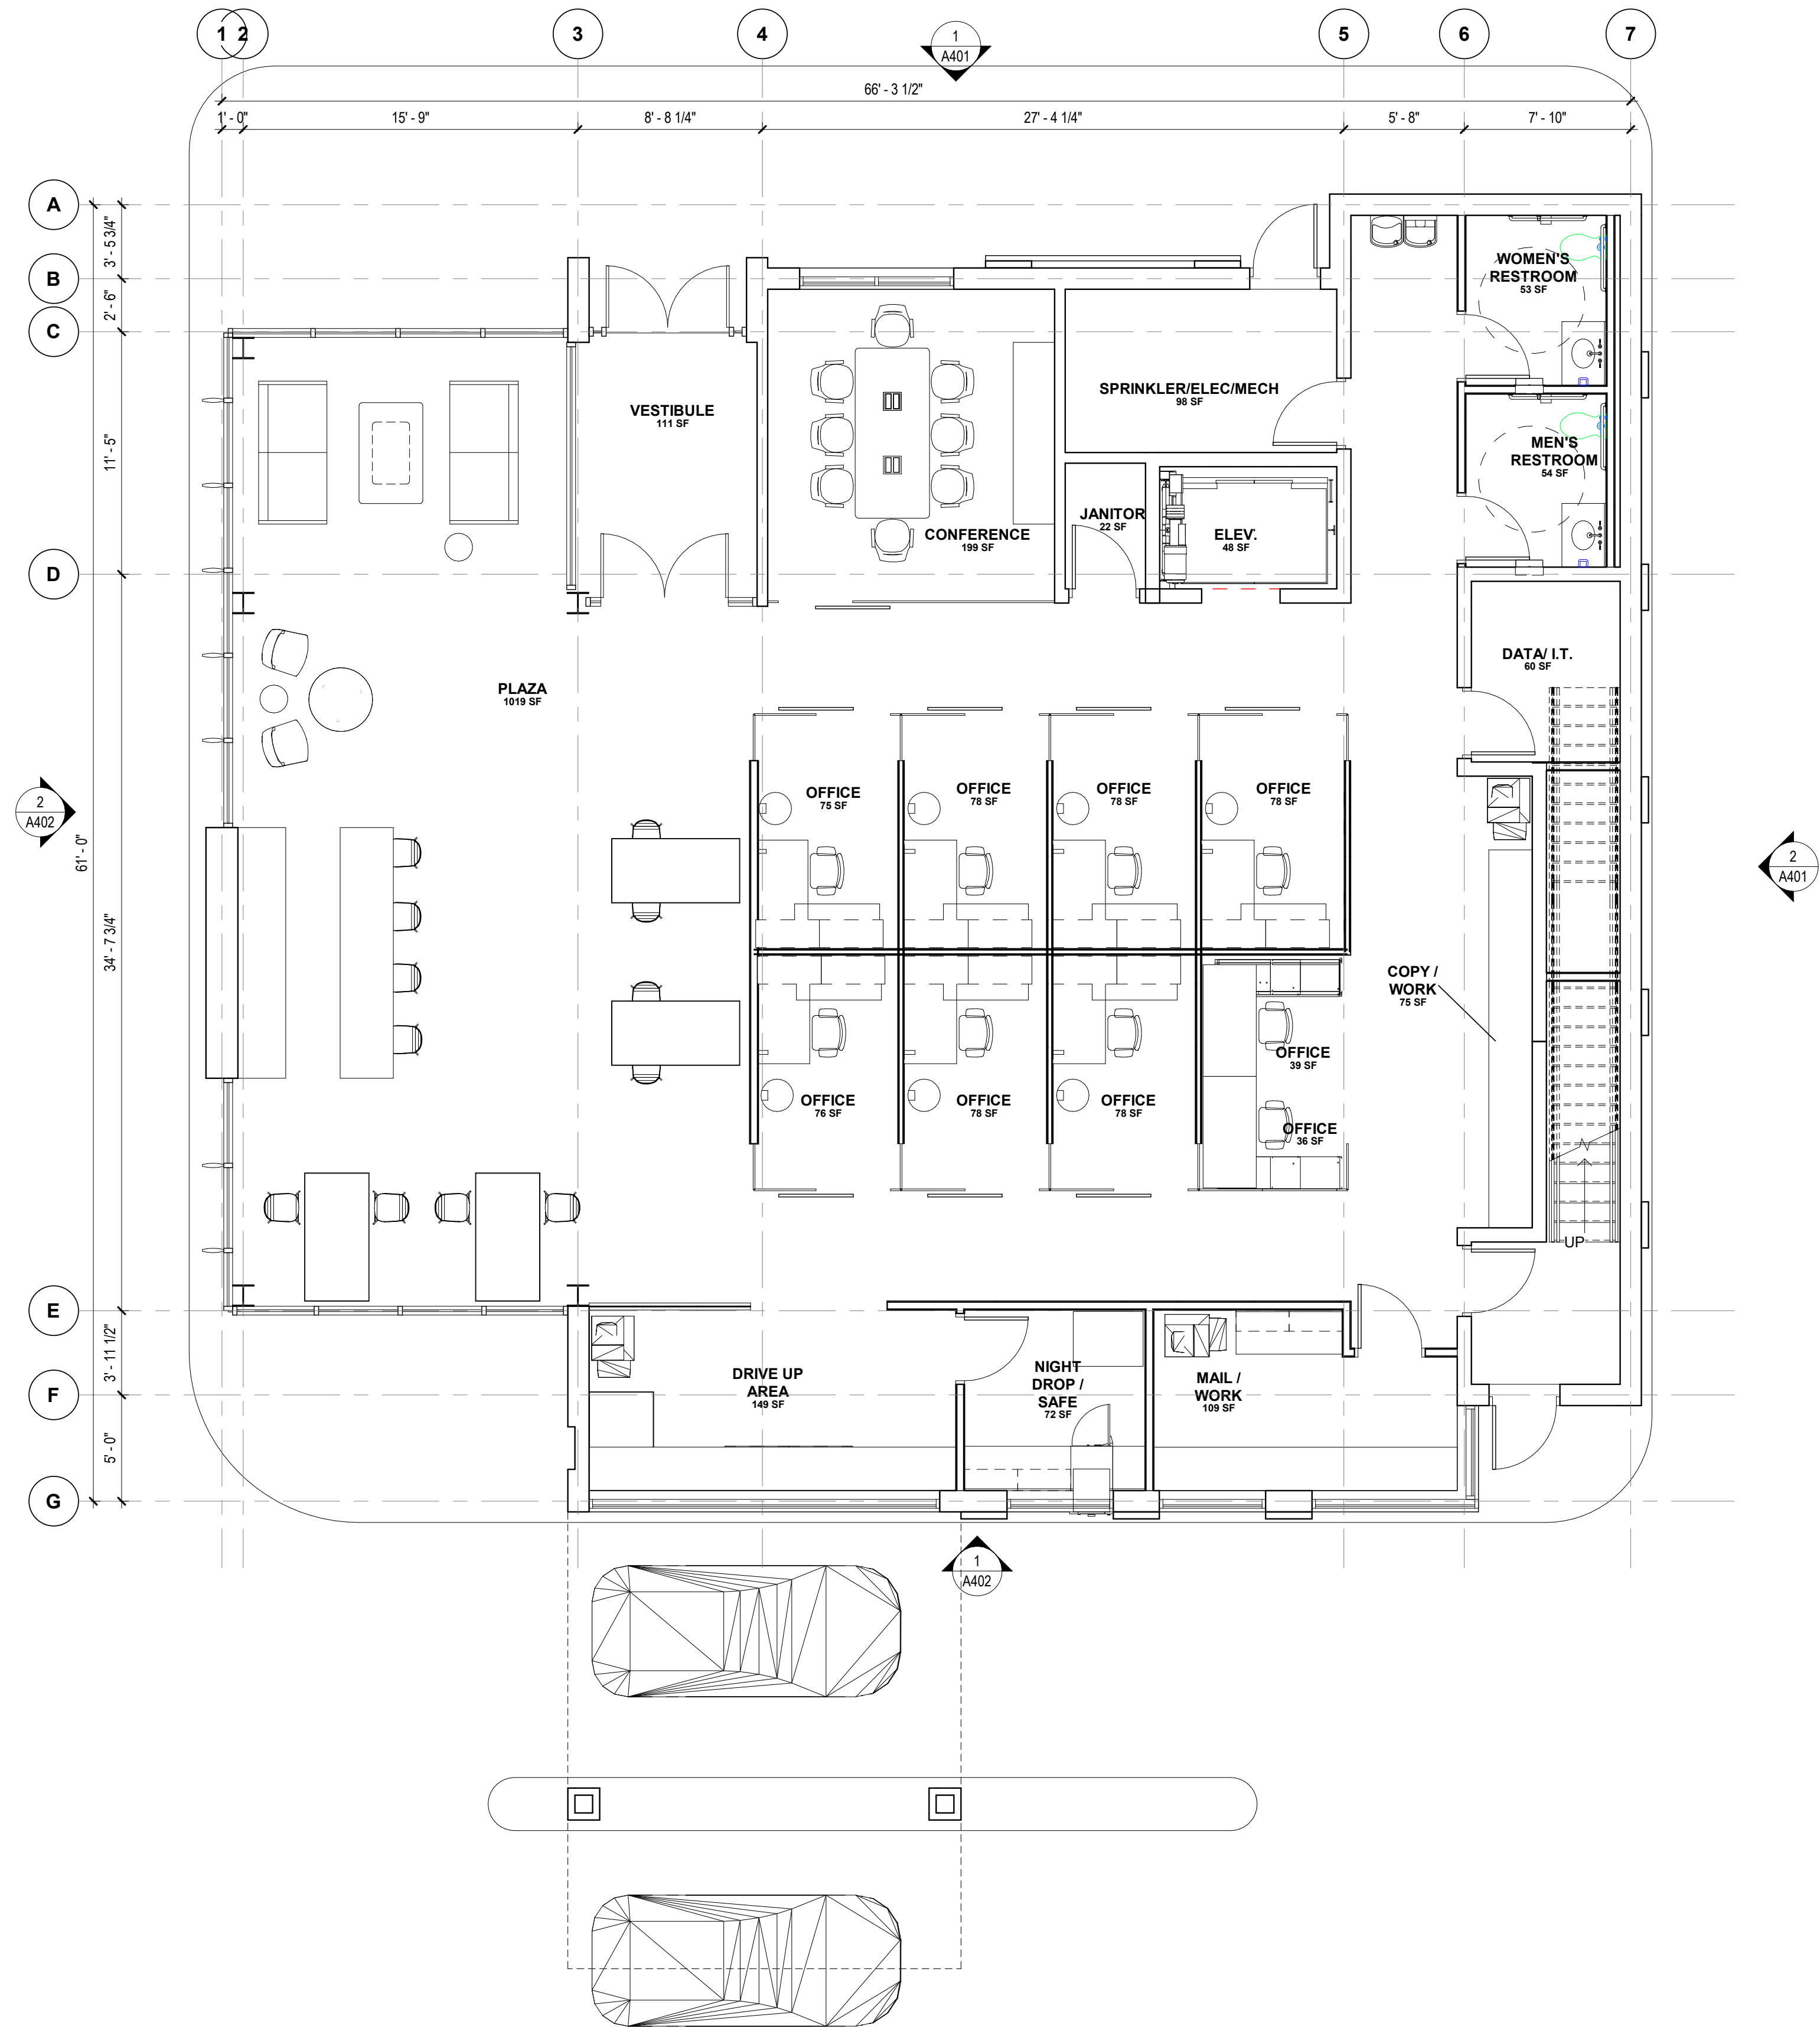 1 2 3 4 5 6 7
1
A401
66' - 3 1/2"
1' - 0" 15' - 9" 8' - 8 1/4" 27' - 4 1/4" 5' - 8" 7' - 10"
A
3' - 5 3/4"
B
2' - 6"
C
11' - 5"
D
WOMEN'S
RESTROOM
53 SF
SPRINKLER/ELEC/MECH
98 SF
VESTIBULE
111 SF
MEN'S
RESTROOM
54 SF
JANITOR
22 SF
CONFERENCE
199 SF
ELEV.
48 SF
DATA/ I.T.
60 SF
PLAZA
1019 SF
OFFICE
75 SF
OFFICE
78 SF
OFFICE
78 SF
OFFICE
78 SF
2
A402
61' - 0"
34' - 7 3/4"
2
A401
COPY /
WORK
75 SF
OFFICE
39 SF
OFFICE
76 SF
OFFICE
78 SF
OFFICE
78 SF
OFFICE
36 SF
UP
E
3' - 11 1/2"
F
5' - 0"
G
DRIVE UP
AREA
149 SF
NIGHT
DROP /
SAFE
72 SF
MAIL /
WORK
109 SF
1
A402